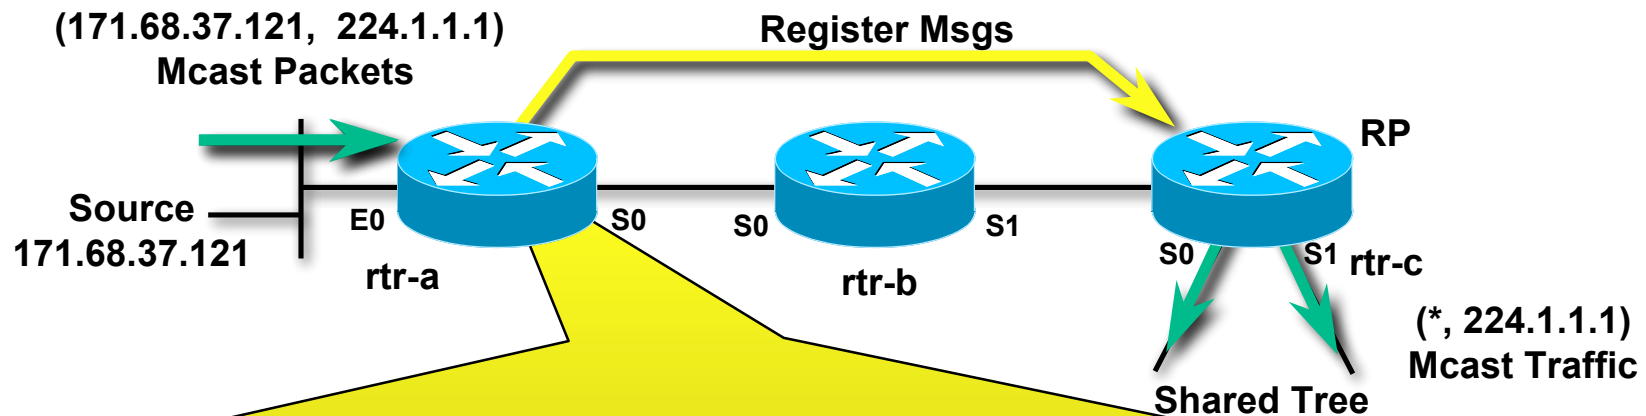 (171.68.37.121,  224.1.1.1)
Mcast Packets
Register Msgs
RP
Source
171.68.37.121
E0
S0
S0
S1
S0
S1
rtr-a
rtr-b
rtr-c
(*, 224.1.1.1)
Mcast Traffic
Shared Tree